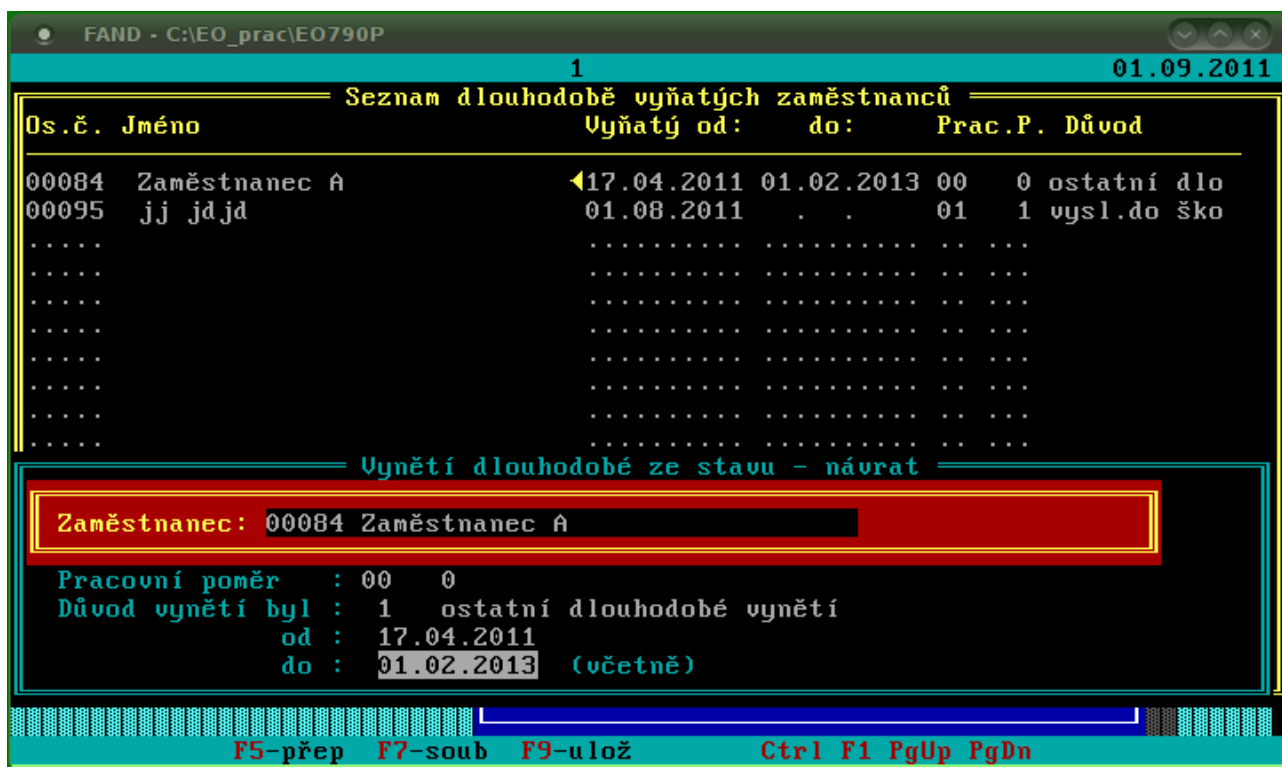 FAND - C:\EO_prac\EO790P
1 01.09.2011
Seznam dlouhodobě vyňatých zaměstnanců
Os.č. Jméno Vyňatý od: do: Prac.P. Důvod
00084 Zaměstnanec A 17.04.2011 01.02.2013 00 0 ostatní dlo
00095 jj jdjd 01.08.2011 . . 01 1 vysl.do ško
..... .......... .......... .. ...
..... .......... .......... .. ...
..... .......... .......... .. ...
..... .......... .......... .. ...
..... .......... .......... .. ...
..... .......... .......... .. ...
..... .......... .......... .. ...
..... .......... .......... .. ...
Vynětí dlouhodobé ze stavu - návrat
Zaměstnanec: 00084 Zaměstnanec A
Pracovní poměr : 00 0
Důvod vynětí byl : 1 ostatní dlouhodobé vynětí
od : 17.04.2011
do : 01.02.2013 (včetně)
F5-přep F7-soub F9-ulož Ctrl F1 PgUp PgDn